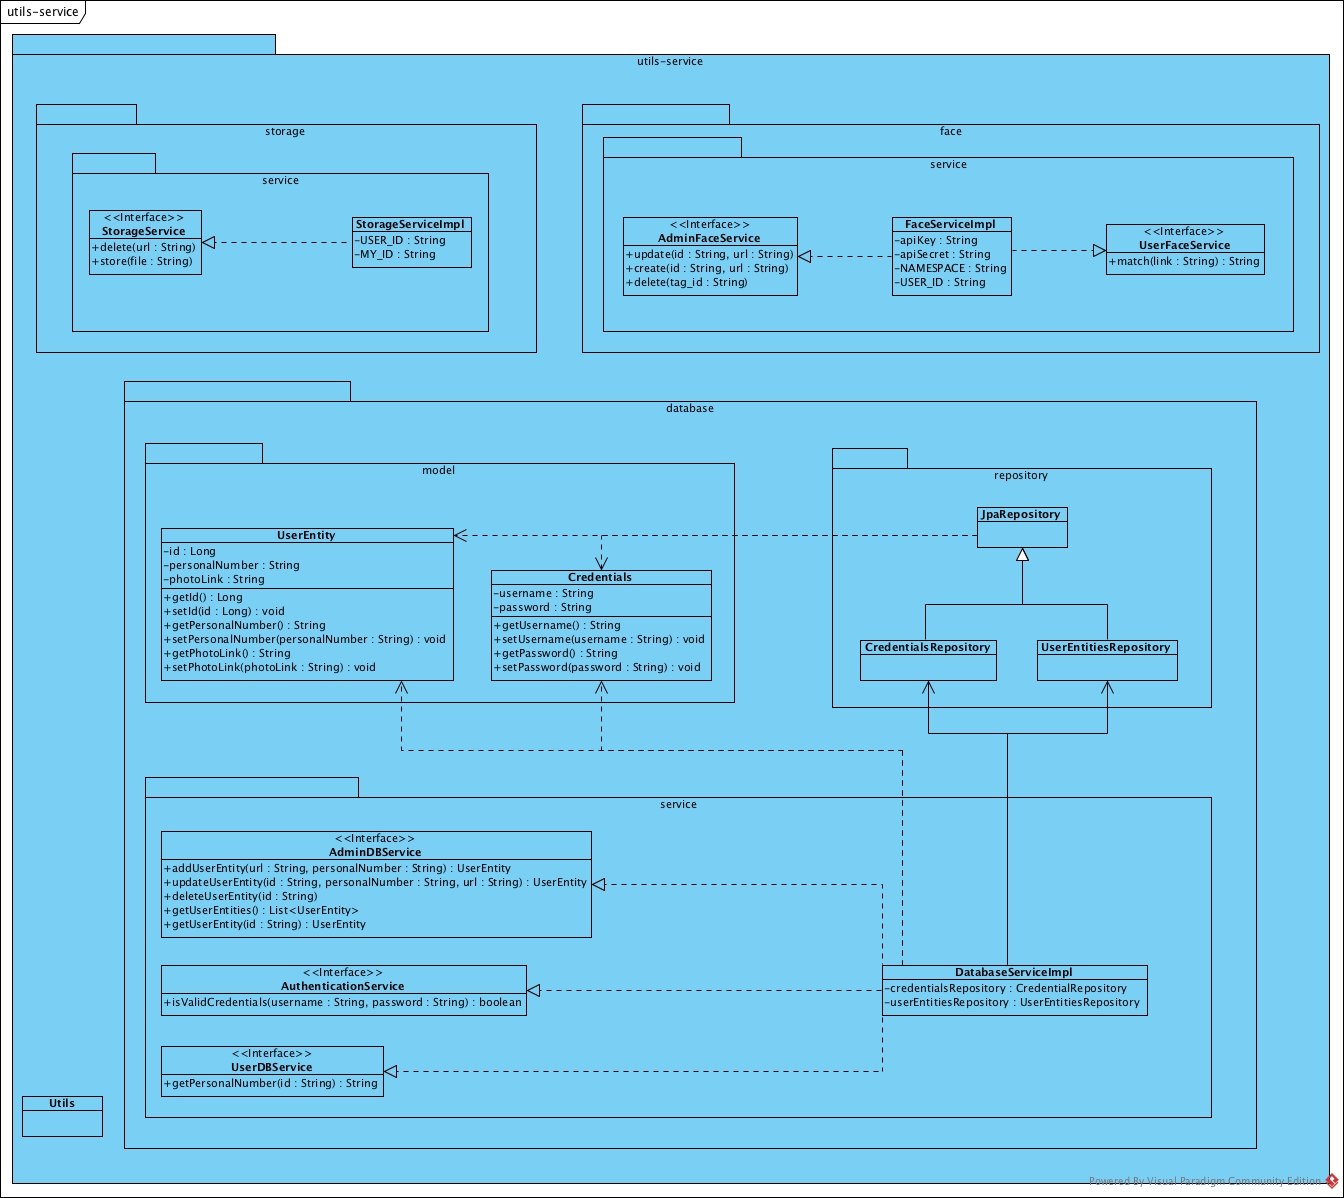 utils-service
utils-service
storage
service
<<Interface>>
StorageService
+delete(url : String)
+store(file : String)
StorageServiceImpl
-USER_ID : String
-MY_ID : String
face
service
<<Interface>>
AdminFaceService
+update(id : String, url : String)
+create(id : String, url : String)
+delete(tag_id : String)
FaceServiceImpl
-apiKey : String
-apiSecret : String
-NAMESPACE : String
-USER_ID : String
<<Interface>>
UserFaceService
+match(link : String) : String
database
model
UserEntity
-id : Long
-personalNumber : String
-photoLink : String
+getId() : Long
+setId(id : Long) : void
+getPersonalNumber() : String
+setPersonalNumber(personalNumber : String) : void
+getPhotoLink() : String
+setPhotoLink(photoLink : String) : void
Credentials
-username : String
-password : String
+getUsername() : String
+setUsername(username : String) : void
+getPassword() : String
+setPassword(password : String) : void
repository
JpaRepository
CredentialsRepository
UserEntitiesRepository
service
<<Interface>>
AdminDBService
+addUserEntity(url : String, personalNumber : String) : UserEntity
+updateUserEntity(id : String, personalNumber : String, url : String) : UserEntity
+deleteUserEntity(id : String)
+getUserEntities() : List<UserEntity>
+getUserEntity(id : String) : UserEntity
<<Interface>>
AuthenticationService
+isValidCredentials(username : String, password : String) : boolean
DatabaseServiceImpl
-credentialsRepository : CredentialRepository
-userEntitiesRepository : UserEntitiesRepository
<<Interface>>
UserDBService
+getPersonalNumber(id : String) : String
Utils
Powered By Visual Paradigm Community Edition